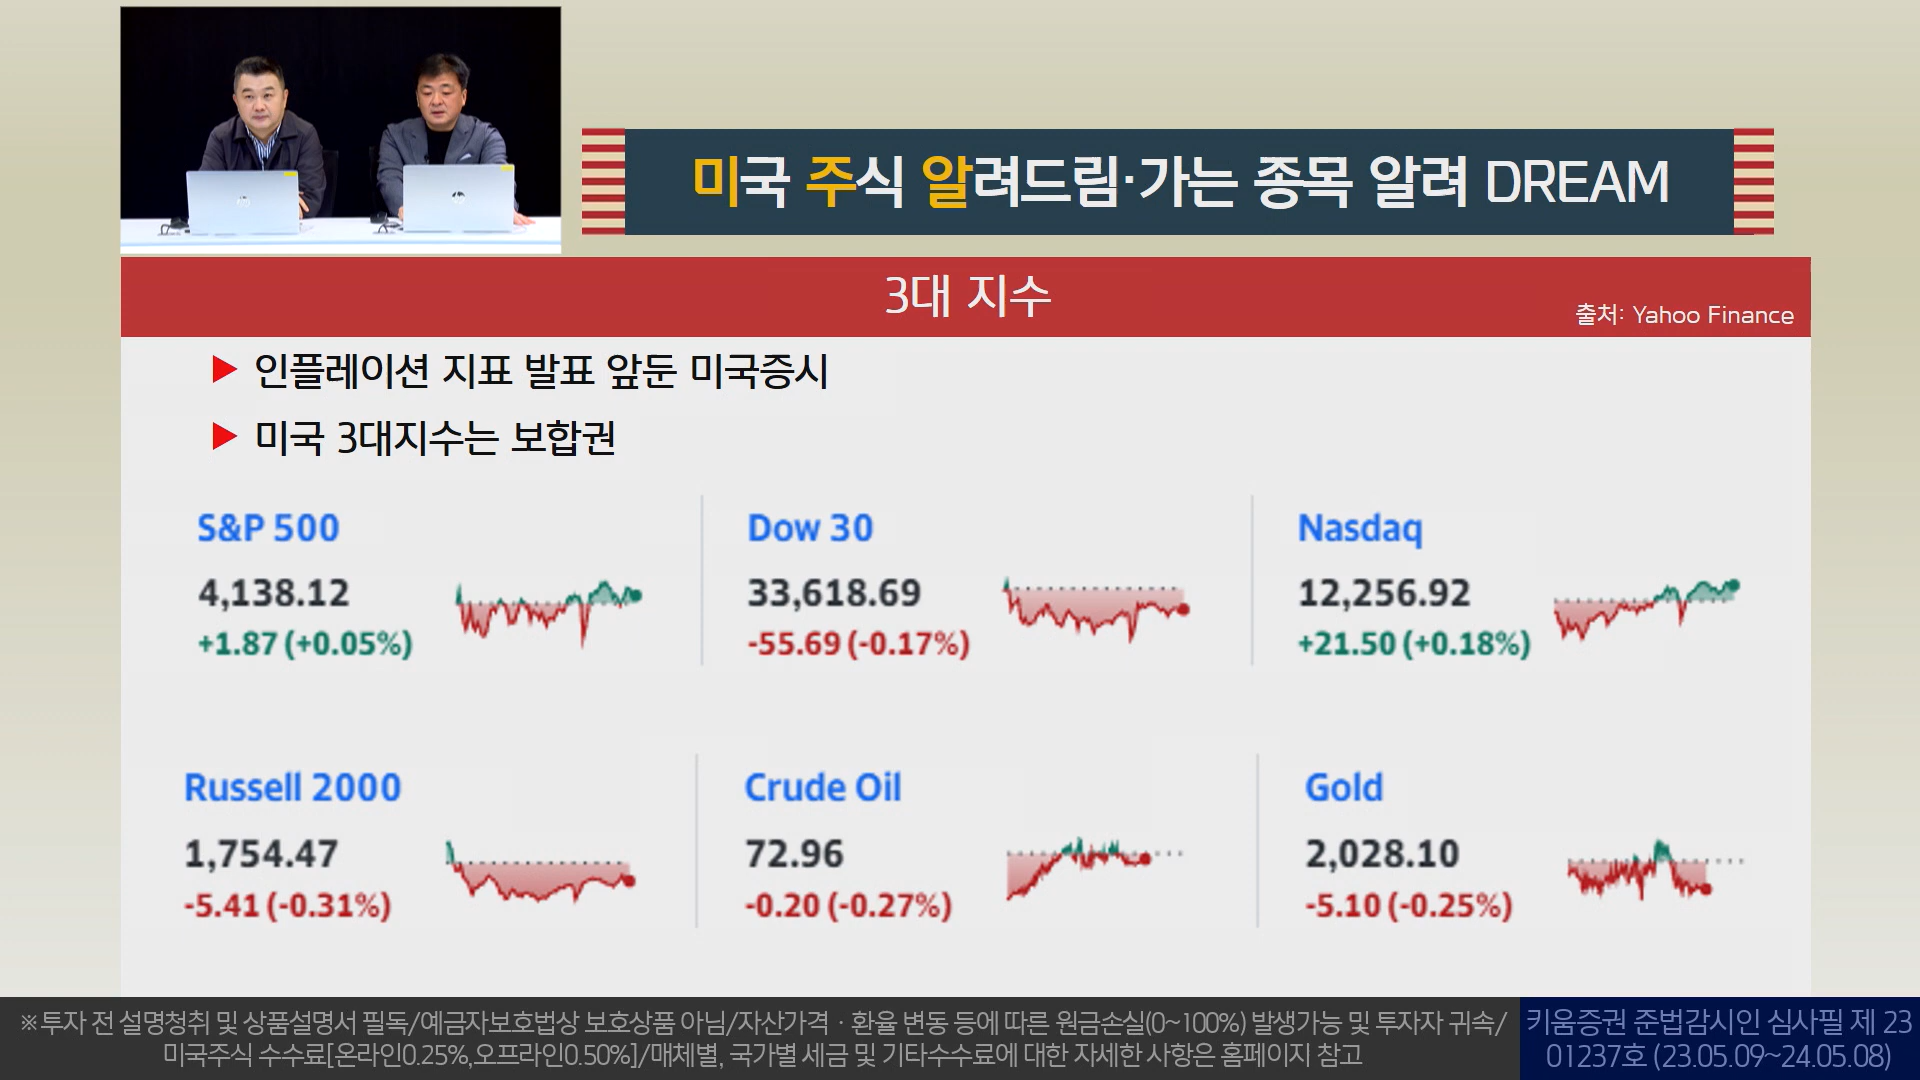 미국 주식 알려드림·가는 종목 알려 DREAM
3대 지수
출처: Yahoo Finance
▶ 인플레이션 지표 발표 앞둔 미국증시
▶ 미국 3대지수는 보합권
S&P 500
4,138.12
+1.87 (+0.05%)
Dow 30
33,618.69
-55.69 (-0.17%)
Nasdaq
12,256.92
+21.50 (+0.18%)
Russell 2000
1,754.47
-5.41 (-0.31%)
Crude Oil
72.96
-0.20 (-0.27%)
Gold
2,028.10
-5.10 (-0.25%)
※투자 전 설명청취 및 상품설명서 필독/예금자보호법상 보호상품 아님/자산가격 · 환율 변동 등에 따른 원금손실(0~100%) 발생가능 및 투자자 귀속/
미국주식 수수료[온라인0.25%,오프라인0.50%]/매체별, 국가별 세금 및 기타수수료에 대한 자세한 사항은 홈페이지 참고
키움증권 준법감시인 심사필 제 23
01237호 (23.05.09~24.05.08)